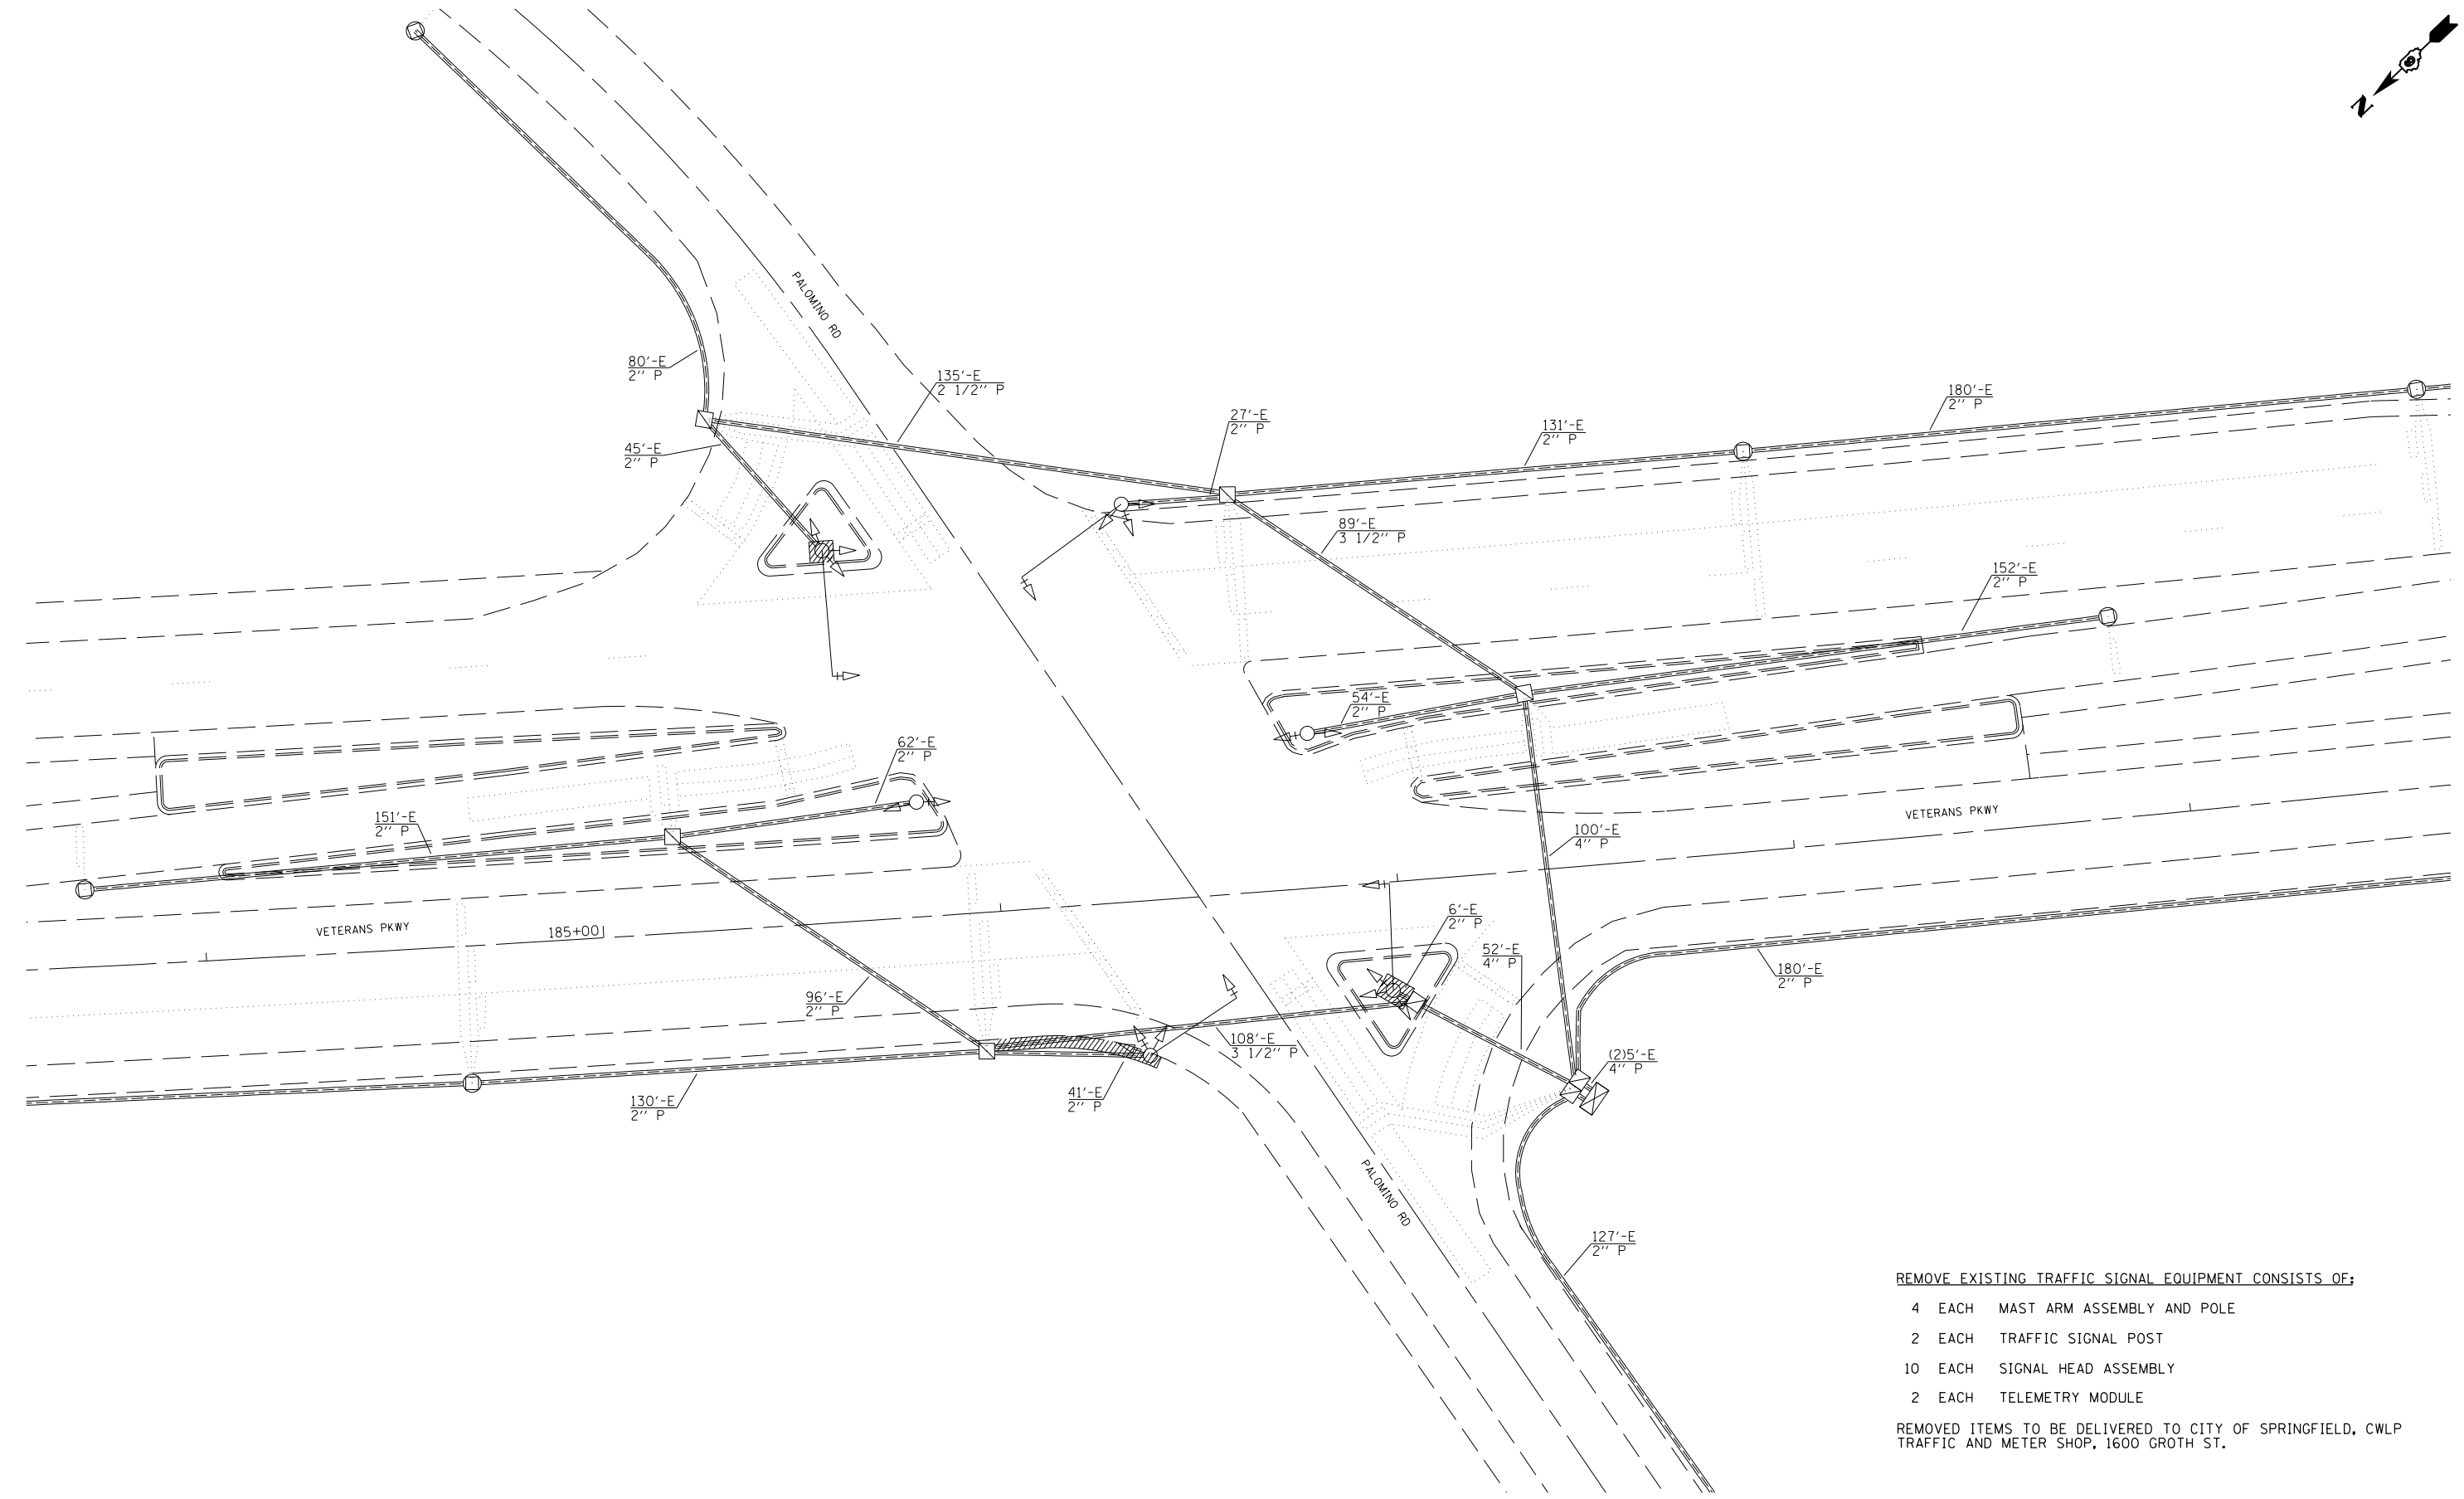 N
PALOMINO RD
80'-E
2" P
135'-E
2 1/2" P
45'-E
2" P
27'-E
2" P
131'-E
2" P
180'-E
2" P
89'-E
3 1/2" P
152'-E
2" P
54'-E
2" P
62'-E
2" P
151'-E
2" P
VETERANS PKWY
100'-E
4" P
VETERANS PKWY
185+00
6'-E
2" P
52'-E
4" P
180'-E
2" P
96'-E
2" P
108'-E
3 1/2" P
(2)5'-E
4" P
41'-E
2" P
130'-E
2" P
PALOMINO RD
127'-E
2" P
REMOVE EXISTING TRAFFIC SIGNAL EQUIPMENT CONSISTS OF:
4 EACH MAST ARM ASSEMBLY AND POLE
2 EACH TRAFFIC SIGNAL POST
10 EACH SIGNAL HEAD ASSEMBLY
2 EACH TELEMETRY MODULE
REMOVED ITEMS TO BE DELIVERED TO CITY OF SPRINGFIELD, CWLP
TRAFFIC AND METER SHOP, 1600 GROTH ST.